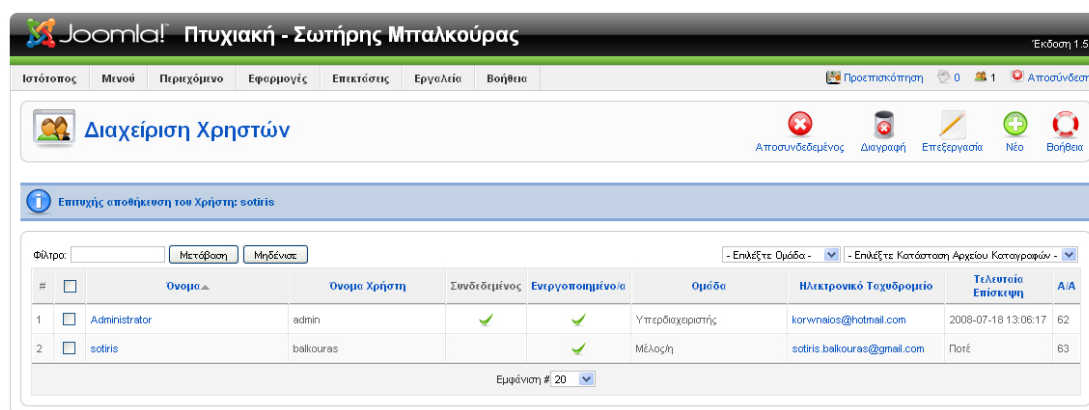 Joomla! Πτυχιακή - Σωτήρης Μπαλκούρας
Έκδοση 1.5
Ιστότοπος Μενού Περιεχόμενο Εφαρμογές Επεκτάσεις Εργαλεία Βοήθεια Προεπισκόπηση 0 1 Αποσύνδεση
Διαχείριση Χρηστών
Αποσυνδεδεμένος Διαγραφή Επεξεργασία Νέο Βοήθεια
Επιτυχής αποθήκευση του Χρήστη: sotiris
Φίλτρο: Μετάβαση Μηδένισε - Επιλέξτε Ομάδα - - Επιλέξτε Κατάσταση Αρχείου Καταγραφών -
# Όνομα Όνομα Χρήστη Συνδεδεμένος Ενεργοποιημένο/α Ομάδα Ηλεκτρονικό Ταχυδρομείο Τελευταία Επίσκεψη Α/Α
1 Administrator admin Υπερδιαχειριστής korwnaios@hotmail.com 2008-07-18 13:06:17 62
2 sotiris balkouras Μέλος/η sotiris.balkouras@gmail.com Ποτέ 63
Εμφάνιση # 20